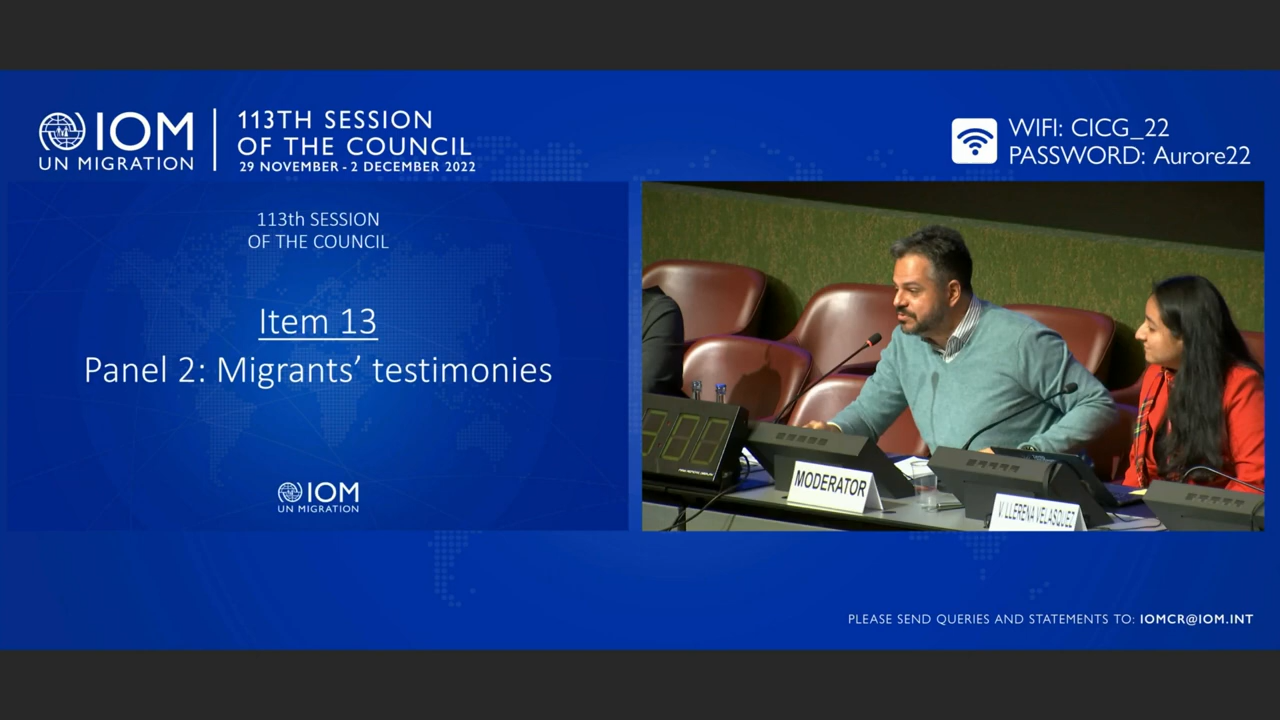 IOM
UN MIGRATION
113TH SESSION
OF THE COUNCIL
29 NOVEMBER - 2 DECEMBER 2022
WIFI: CICG_22
PASSWORD: Aurore22
113th SESSION
OF THE COUNCIL
Item 13
Panel 2: Migrants’ testimonies
IOM
UN MIGRATION
MODERATOR
V. LLERENA VELASQUEZ
PLEASE SEND QUERIES AND STATEMENTS TO: IOMCR@IOM.INT